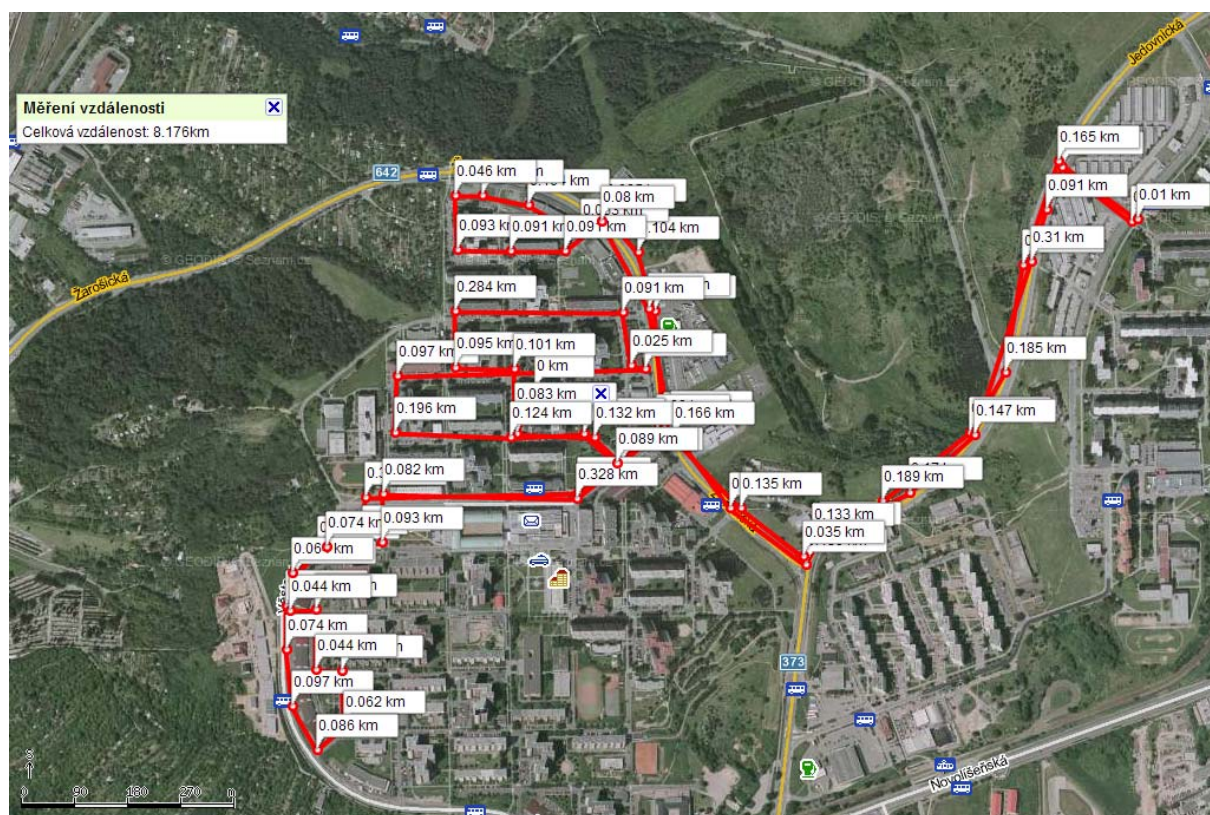 Jedovnická
Měření vzdálenosti
Celková vzdálenost: 8.176km
© GEODIS, © Seznam.cz
642
0.165 km
0.046 km
0.08 km
0.091 km
0.01 km
0.093 km
0.091 km
0.091 km
0.104 km
0.31 km
© GEODIS, © Seznam.cz
Žarošická
0.284 km
0.091 km
0.097 km
0.095 km
0.101 km
0.025 km
0 km
0.185 km
0.083 km
0.196 km
0.124 km
0.132 km
0.166 km
0.147 km
0.089 km
0.082 km
0.328 km
0.189 km
0.135 km
0.133 km
0.074 km
0.093 km
0.035 km
0.044 km
0.074 km
0.044 km
373
0.097 km
0.062 km
0.086 km
Novolíšeňská
0
90
180
270